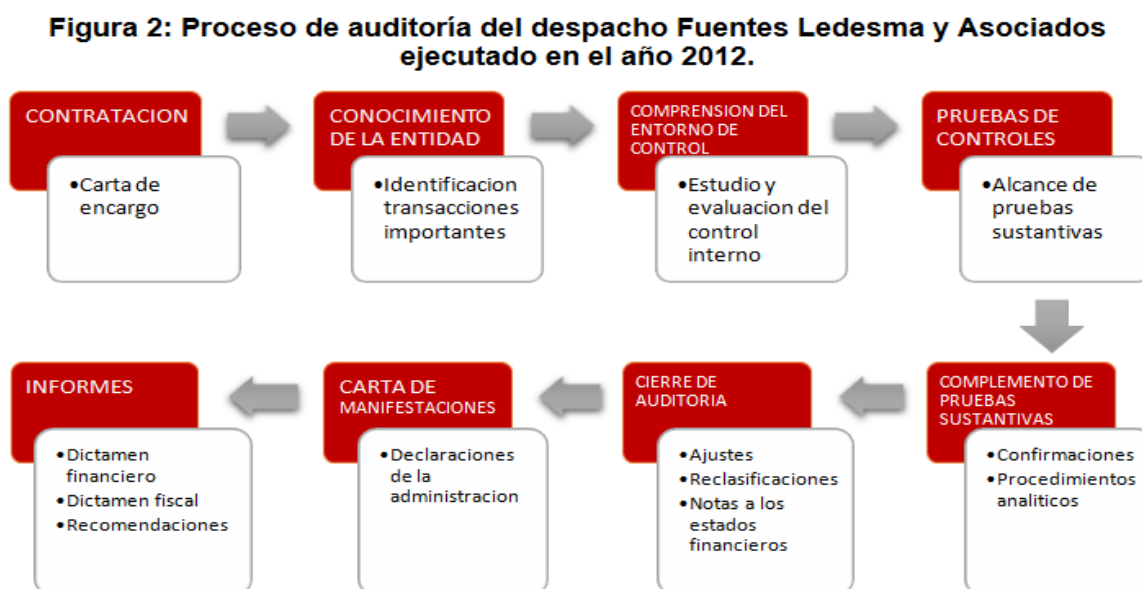 Figura 2: Proceso de auditoría del despacho Fuentes Ledesma y Asociados
ejecutado en el año 2012.
CONTRATACION
•Carta de
encargo
CONOCIMIENTO
DE LA ENTIDAD
•Identificacion
transacciones
importantes
COMPRENSION DEL
ENTORNO DE
CONTROL
•Estudio y
evaluacion del
control
interno
PRUEBAS DE
CONTROLES
•Alcance de
pruebas
sustantivas
COMPLEMENTO DE
PRUEBAS
SUSTANTIVAS
•Confirmaciones
•Procedimientos
analiticos
CIERRE DE
AUDITORIA
•Ajustes
•Reclasificaciones
•Notas a los
estados
financieros
CARTA DE
MANIFESTACIONES
•Declaraciones
de la
administracion
INFORMES
•Dictamen
financiero
•Dictamen fiscal
•Recomendaciones